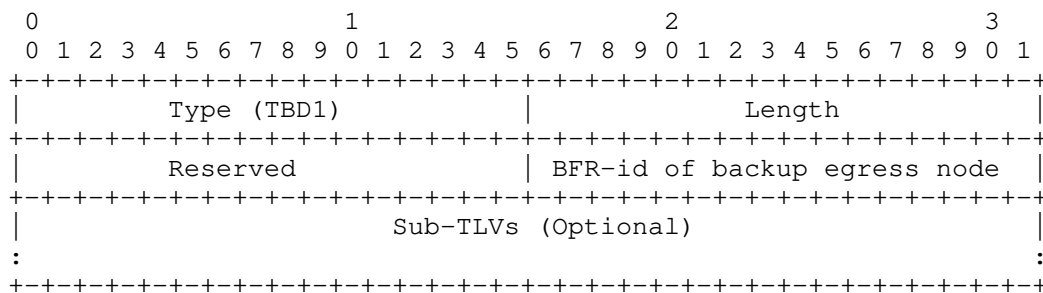 0                   1                   2                   3
 0 1 2 3 4 5 6 7 8 9 0 1 2 3 4 5 6 7 8 9 0 1 2 3 4 5 6 7 8 9 0 1
+-+-+-+-+-+-+-+-+-+-+-+-+-+-+-+-+-+-+-+-+-+-+-+-+-+-+-+-+-+-+-+-+
|         Type (TBD1)           |             Length            |
+-+-+-+-+-+-+-+-+-+-+-+-+-+-+-+-+-+-+-+-+-+-+-+-+-+-+-+-+-+-+-+-+
|         Reserved              | BFR-id of backup egress node  |
+-+-+-+-+-+-+-+-+-+-+-+-+-+-+-+-+-+-+-+-+-+-+-+-+-+-+-+-+-+-+-+-+
|                       Sub-TLVs (Optional)                     |
:                                                               :
+-+-+-+-+-+-+-+-+-+-+-+-+-+-+-+-+-+-+-+-+-+-+-+-+-+-+-+-+-+-+-+-+